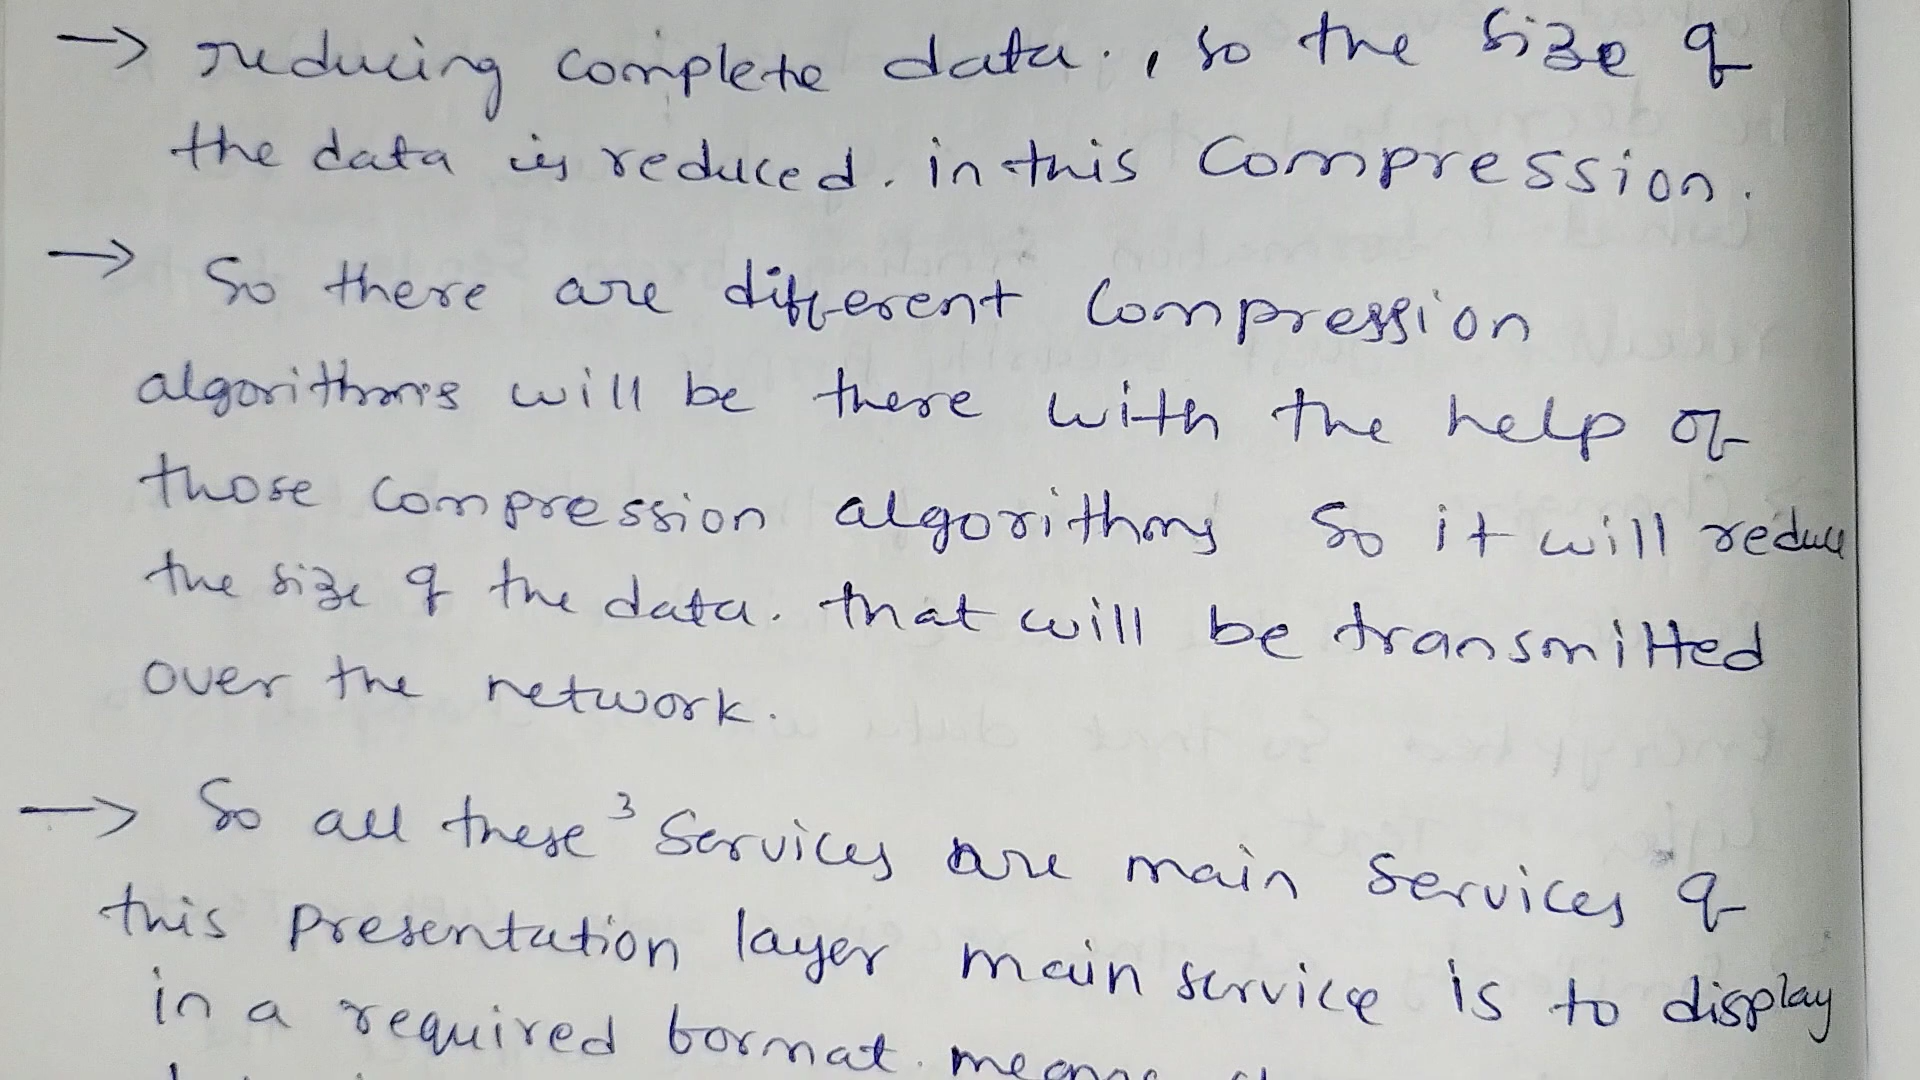 → reducing complete data., so the size of
the data is reduced. in this Compression.
→ So there are different Compression
algorithms will be there with the help of
those compression algorithms So it will reduce
the size of the data. that will be transmitted
over the network.
→ So all these 3 Services are main Services of
this presentation layer main service is to display
in a required format. means